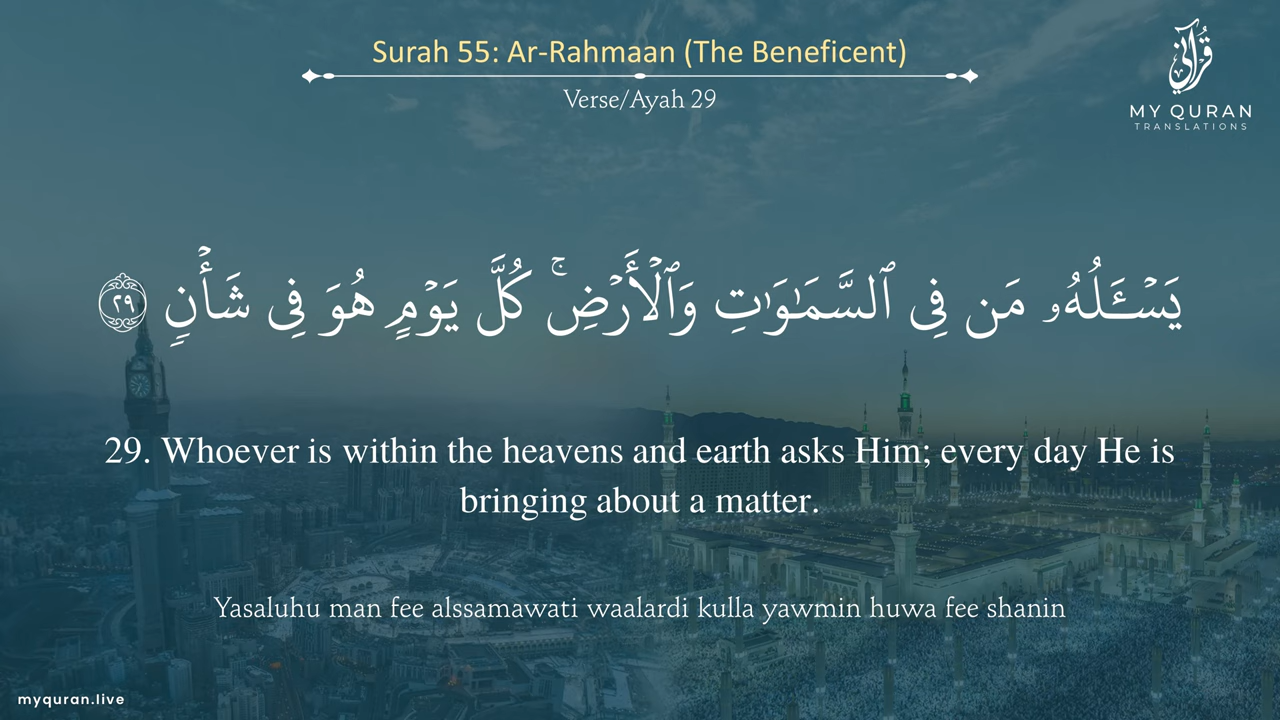 Surah 55: Ar-Rahmaan (The Beneficent)
Verse/Ayah 29
قرآني
MY QURAN
TRANSLATIONS
يَسْـَٔلُهُۥ مَن فِى ٱلسَّمَـٰوَٰتِ وَٱلْأَرْضِ ۚ كُلَّ يَوْمٍ هُوَ فِى شَأْنٍ ٢٩
29. Whoever is within the heavens and earth asks Him; every day He is
bringing about a matter.
Yasaluhu man fee alssamawati waalardi kulla yawmin huwa fee shanin
myquran.live